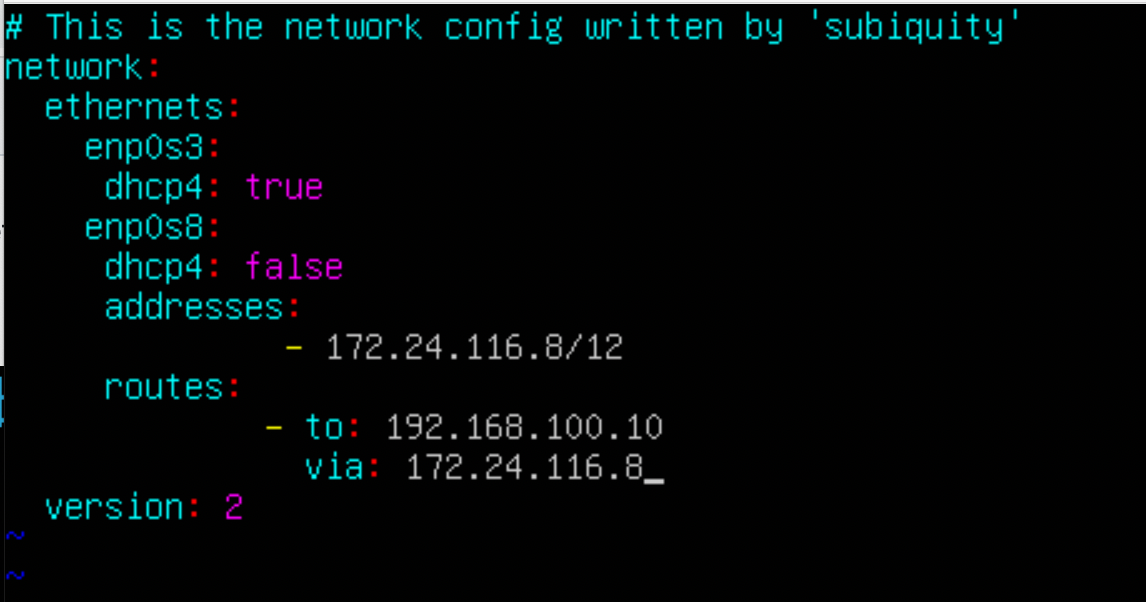 # This is the network config written by 'subiquity'
network:
  ethernets:
    enp0s3:
     dhcp4: true
    enp0s8:
     dhcp4: false
     addresses:
              - 172.24.116.8/12
     routes:
             - to: 192.168.100.10
               via: 172.24.116.8_
  version: 2
~
~